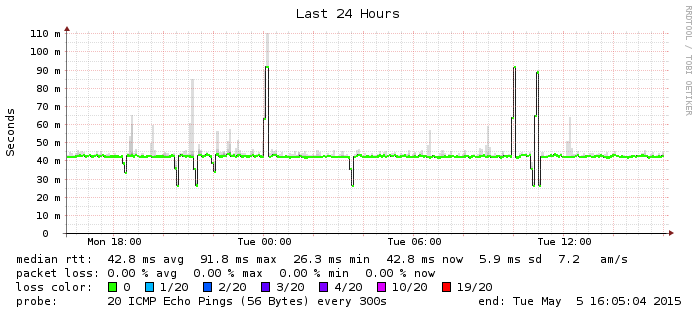 Last 24 Hours
RRDTOOL / TOBI OETIKER
Seconds
110 m
100 m
90 m
80 m
70 m
60 m
50 m
40 m
30 m
20 m
10 m
0
Mon 18:00 Tue 00:00 Tue 06:00 Tue 12:00
median rtt: 42.8 ms avg 91.8 ms max 26.3 ms min 42.8 ms now 5.9 ms sd 7.2 am/s
packet loss: 0.00 % avg 0.00 % max 0.00 % min 0.00 % now
loss color: 0 1/20 2/20 3/20 4/20 10/20 19/20
probe: 20 ICMP Echo Pings (56 Bytes) every 300s end: Tue May 5 16:05:04 2015